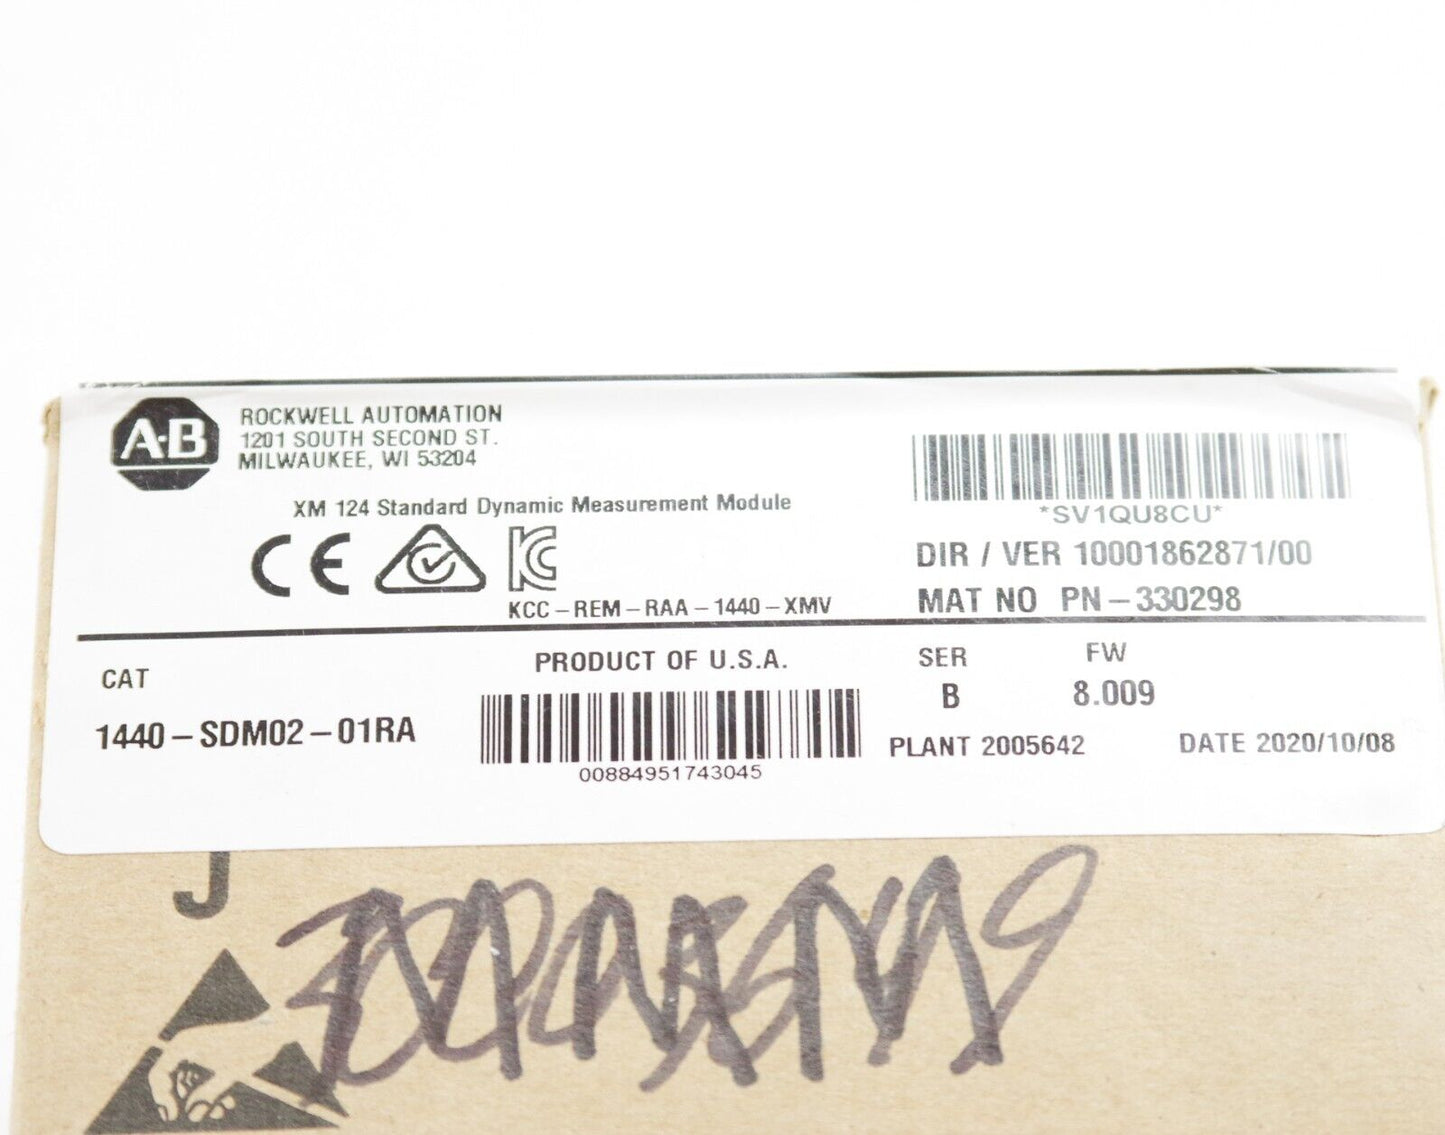 A-B
ROCKWELL AUTOMATION
1201 SOUTH SECOND ST.
MILWAUKEE, WI 53204
XM 124 Standard Dynamic Measurement Module
CE
KC
KCC-REM-RAA-1440-XMV
*SV1QU8CU*
DIR / VER 10001862871/00
MAT NO PN-330298
CAT
1440-SDM02-01RA
PRODUCT OF U.S.A.
00884951743045
SER
B
FW
8.009
PLANT 2005642
DATE 2020/10/08